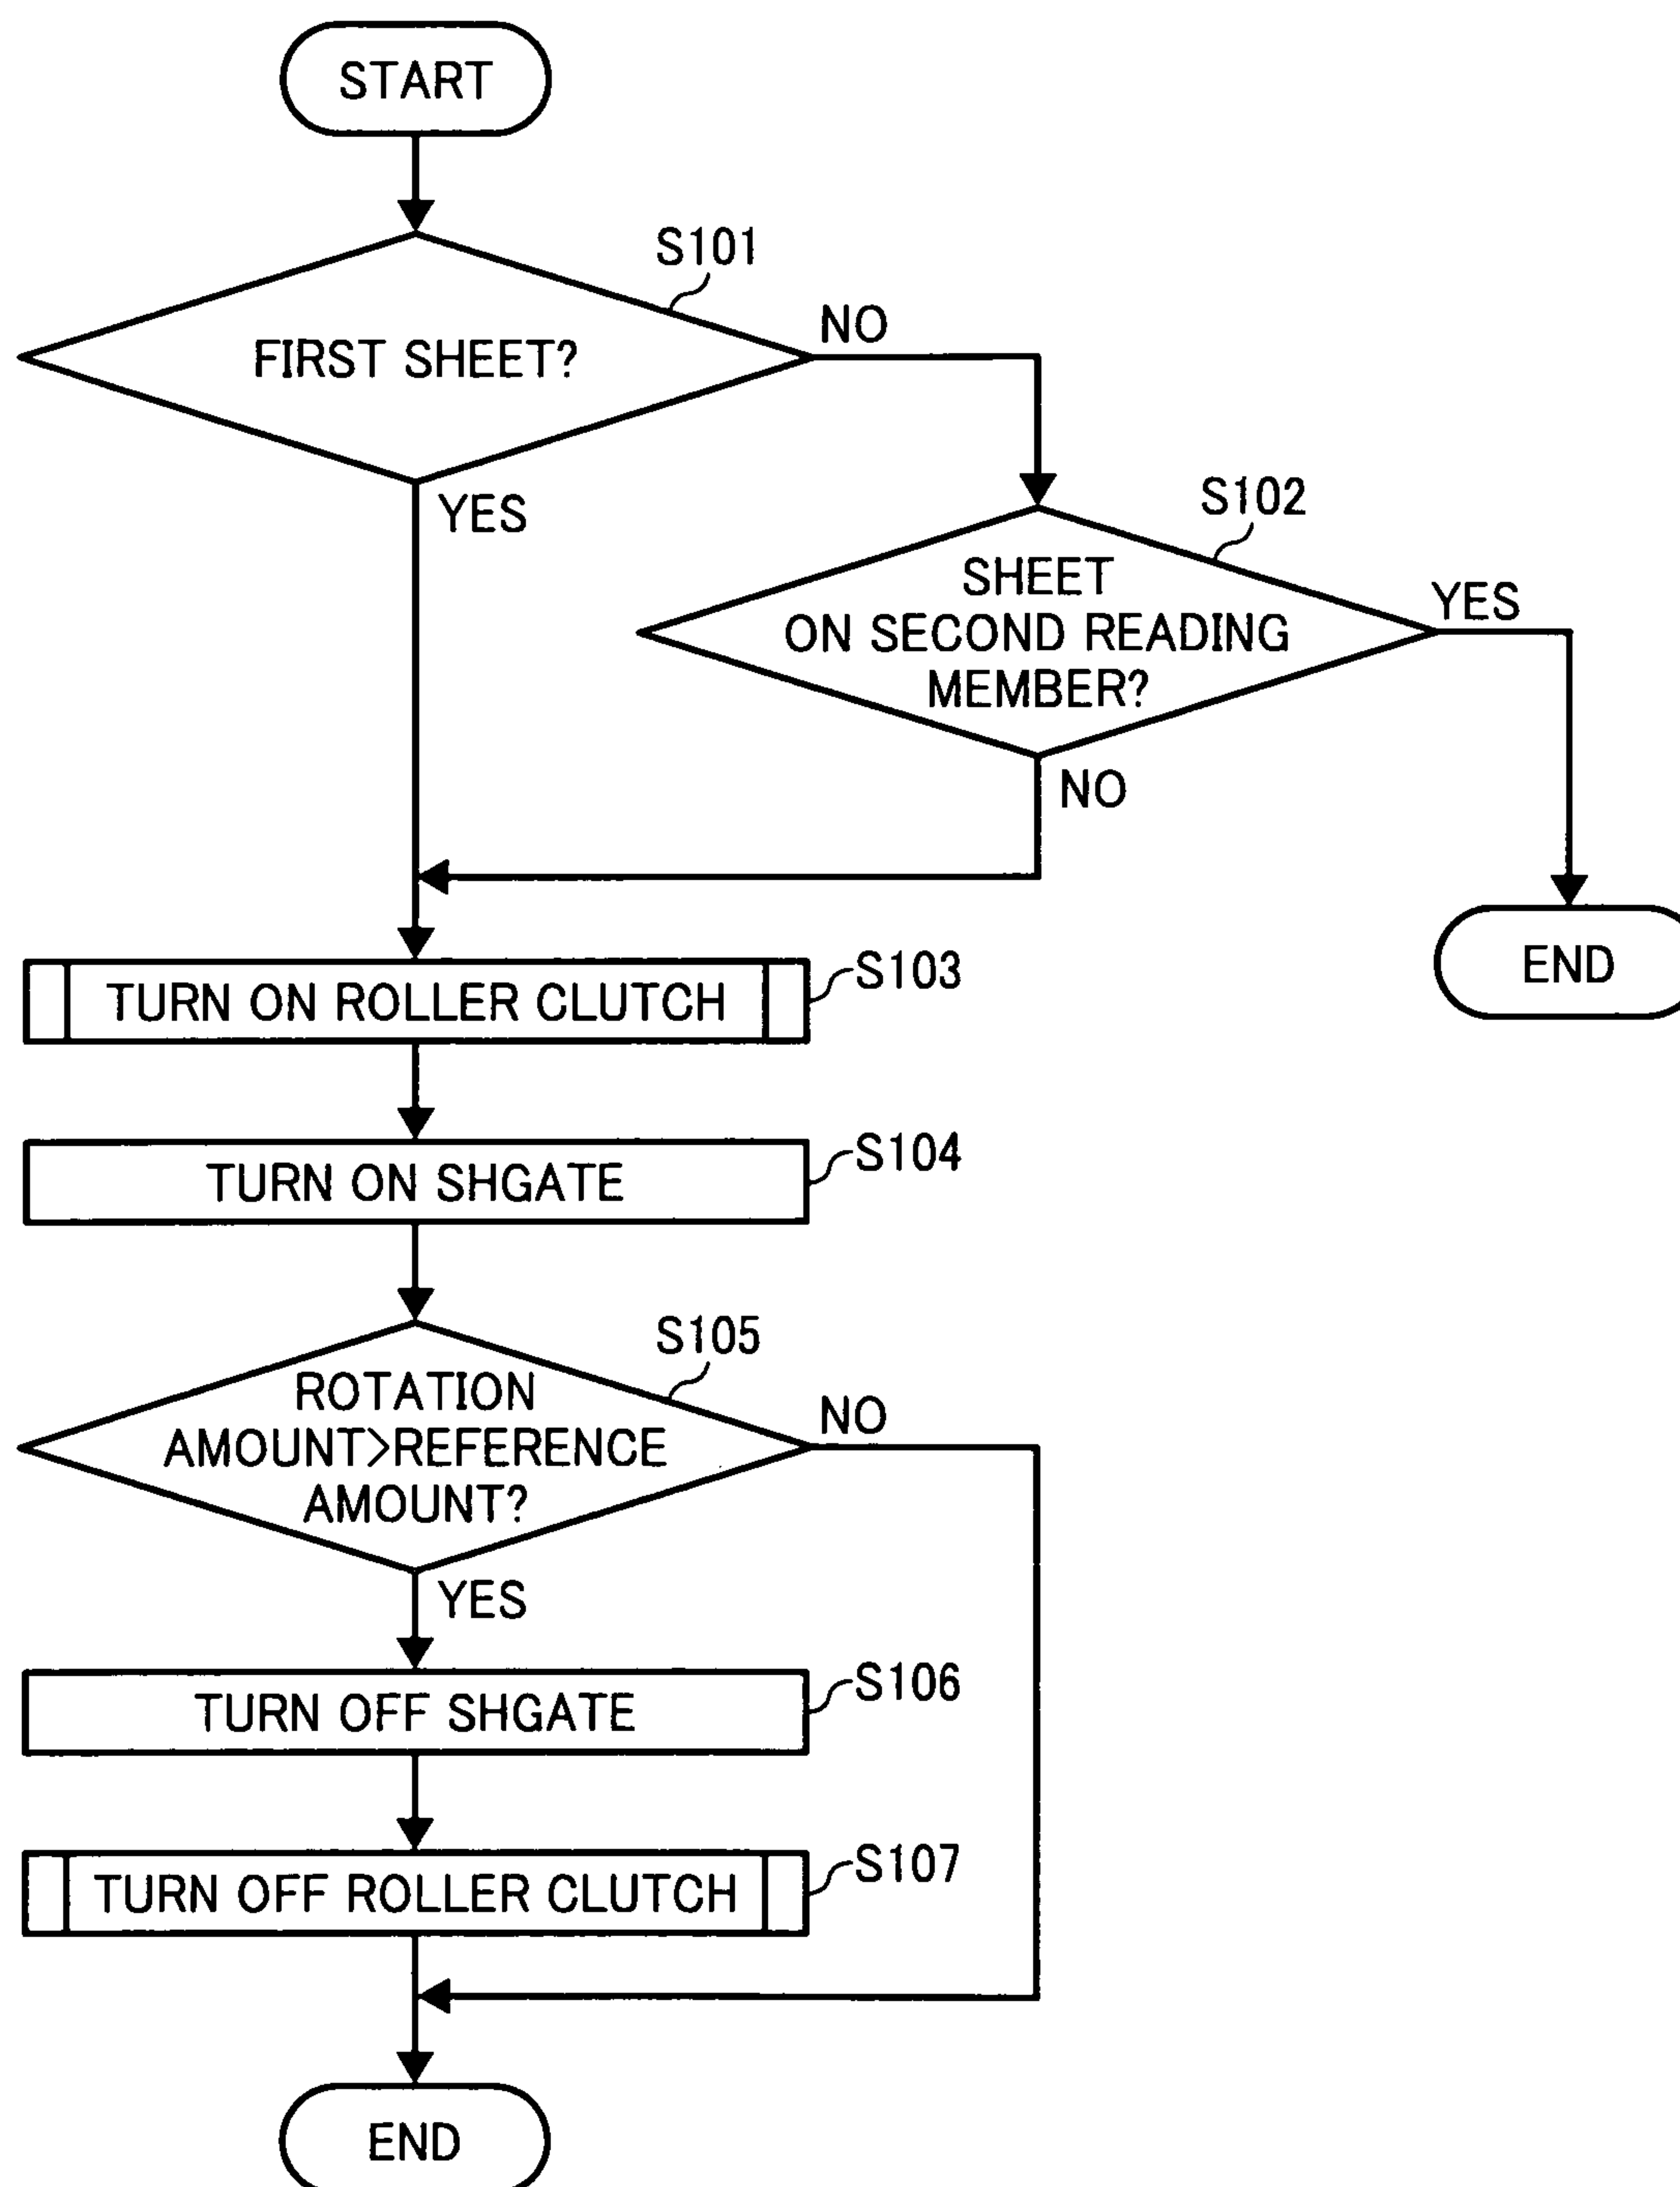 START
S101
FIRST SHEET?
NO
YES
S102
SHEET
ON SECOND READING
MEMBER?
YES
NO
END
TURN ON ROLLER CLUTCH
S103
TURN ON SHGATE
S104
S105
ROTATION
AMOUNT>REFERENCE
AMOUNT?
NO
YES
TURN OFF SHGATE
S106
TURN OFF ROLLER CLUTCH
S107
END